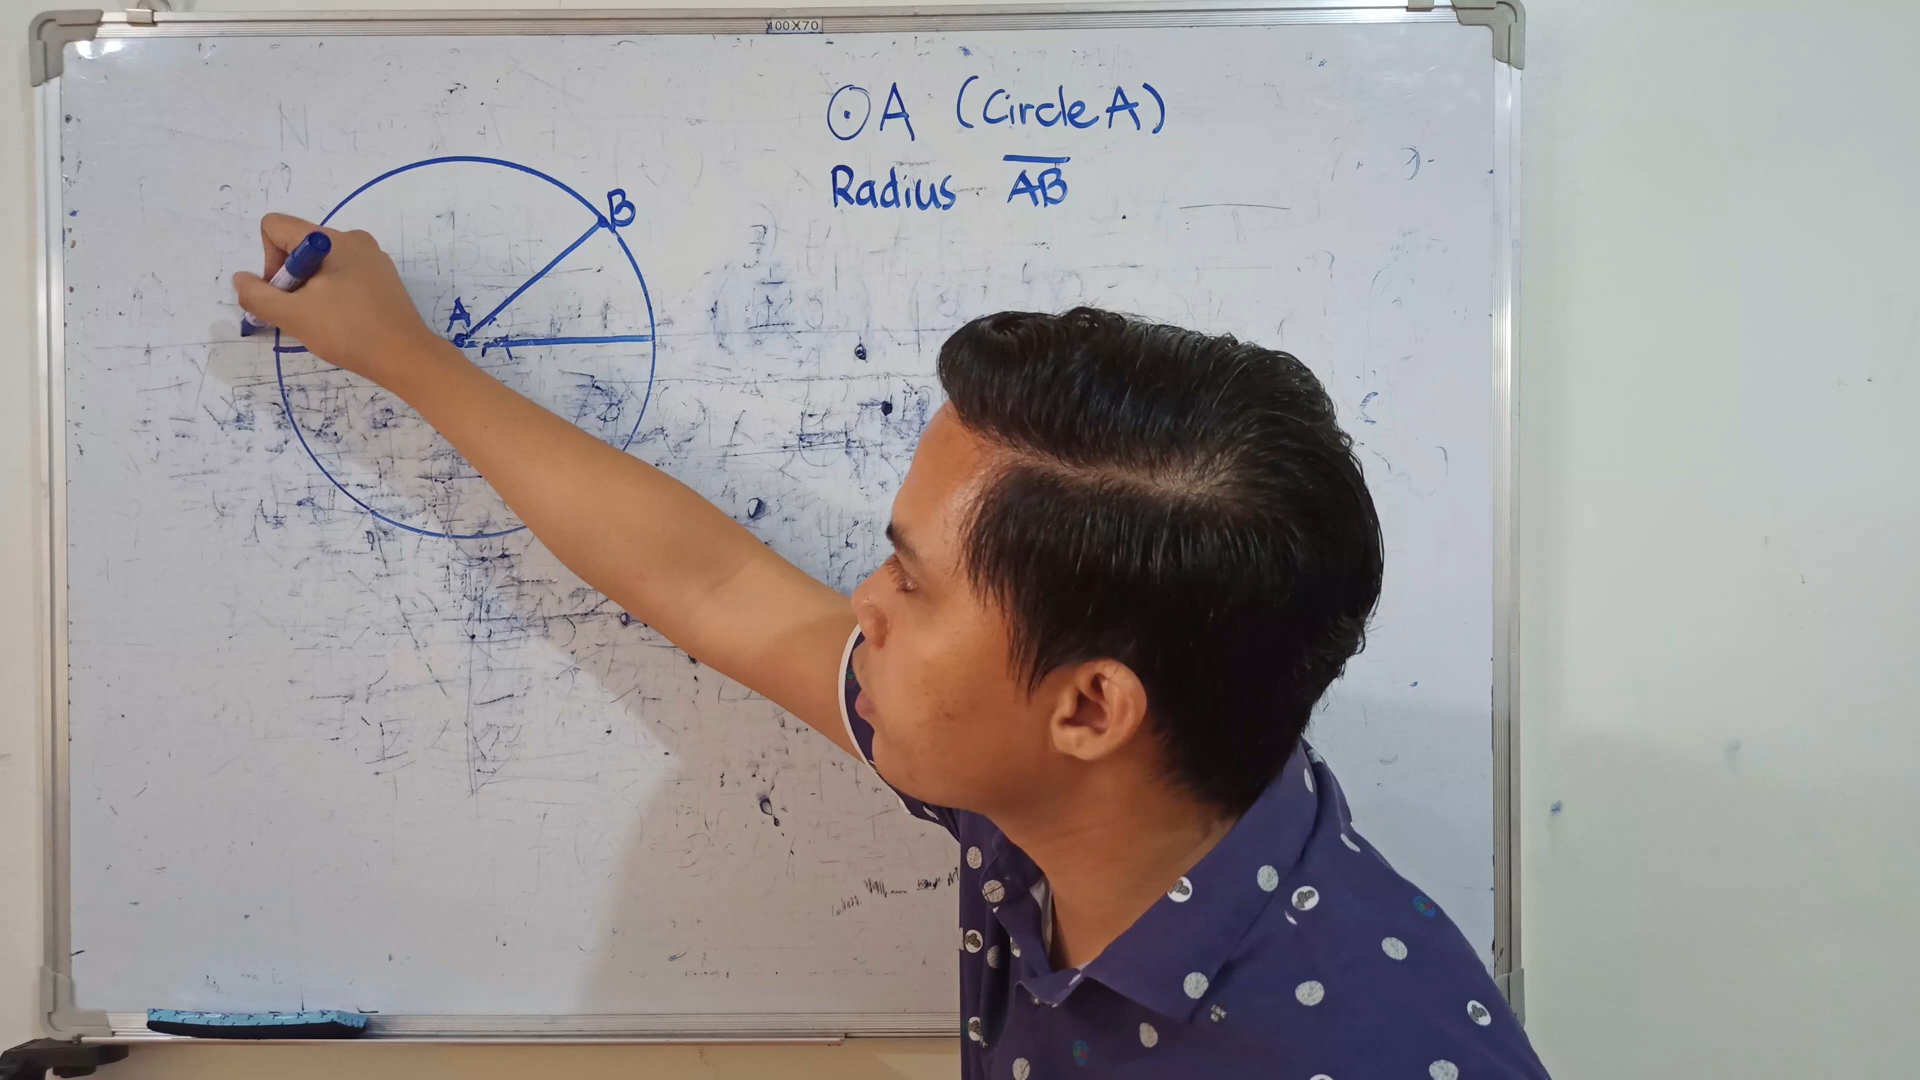 100X70
⊙A (Circle A)
Radius AB
B
A